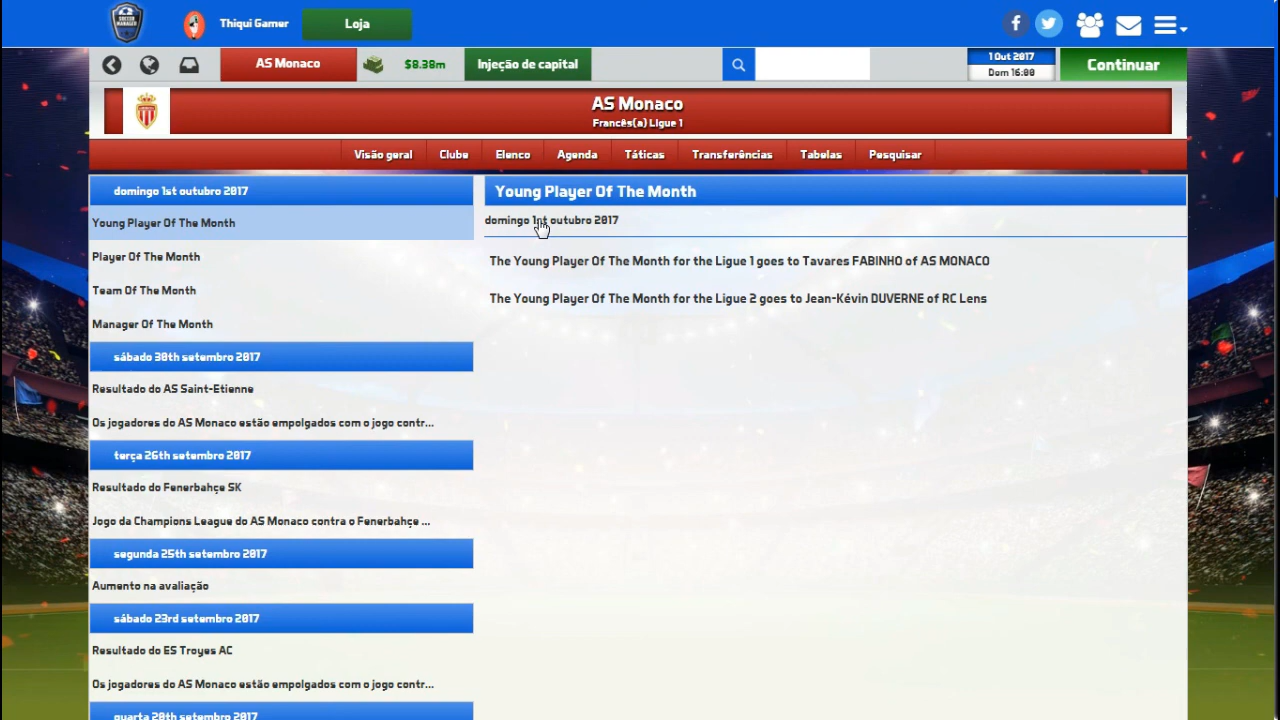 SOCCER MANAGER
Thiqui Gamer
Loja
AS Monaco
$8.38m
Injeção de capital
1 Out 2017
Dom 16:00
Continuar
AS Monaco
Francês(a) Ligue 1
Visão geral
Clube
Elenco
Agenda
Táticas
Transferências
Tabelas
Pesquisar
domingo 1st outubro 2017
Young Player Of The Month
Player Of The Month
Team Of The Month
Manager Of The Month
sábado 30th setembro 2017
Resultado do AS Saint-Etienne
Os jogadores do AS Monaco estão empolgados com o jogo contr...
terça 26th setembro 2017
Resultado do Fenerbahçe SK
Jogo da Champions League do AS Monaco contra o Fenerbahçe ...
segunda 25th setembro 2017
Aumento na avaliação
sábado 23rd setembro 2017
Resultado do ES Troyes AC
Os jogadores do AS Monaco estão empolgados com o jogo contr...
quarta 20th setembro 2017
Young Player Of The Month
domingo 1st outubro 2017
The Young Player Of The Month for the Ligue 1 goes to Tavares FABINHO of AS MONACO
The Young Player Of The Month for the Ligue 2 goes to Jean-Kévin DUVERNE of RC Lens